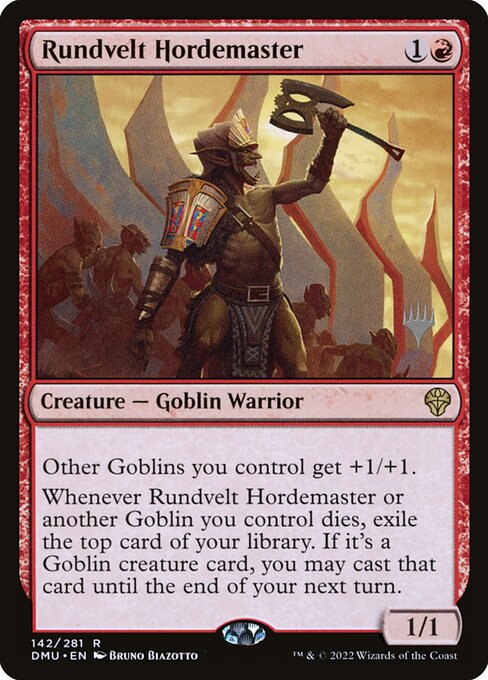 Rundvelt Hordemaster 1
Creature — Goblin Warrior
Other Goblins you control get +1/+1.
Whenever Rundvelt Hordemaster or
another Goblin you control dies, exile
the top card of your library. If it's a
Goblin creature card, you may cast that
card until the end of your next turn.
1/1
142/281 R
DMU • EN Bruno Biazotto
™ & © 2022 Wizards of the Coast